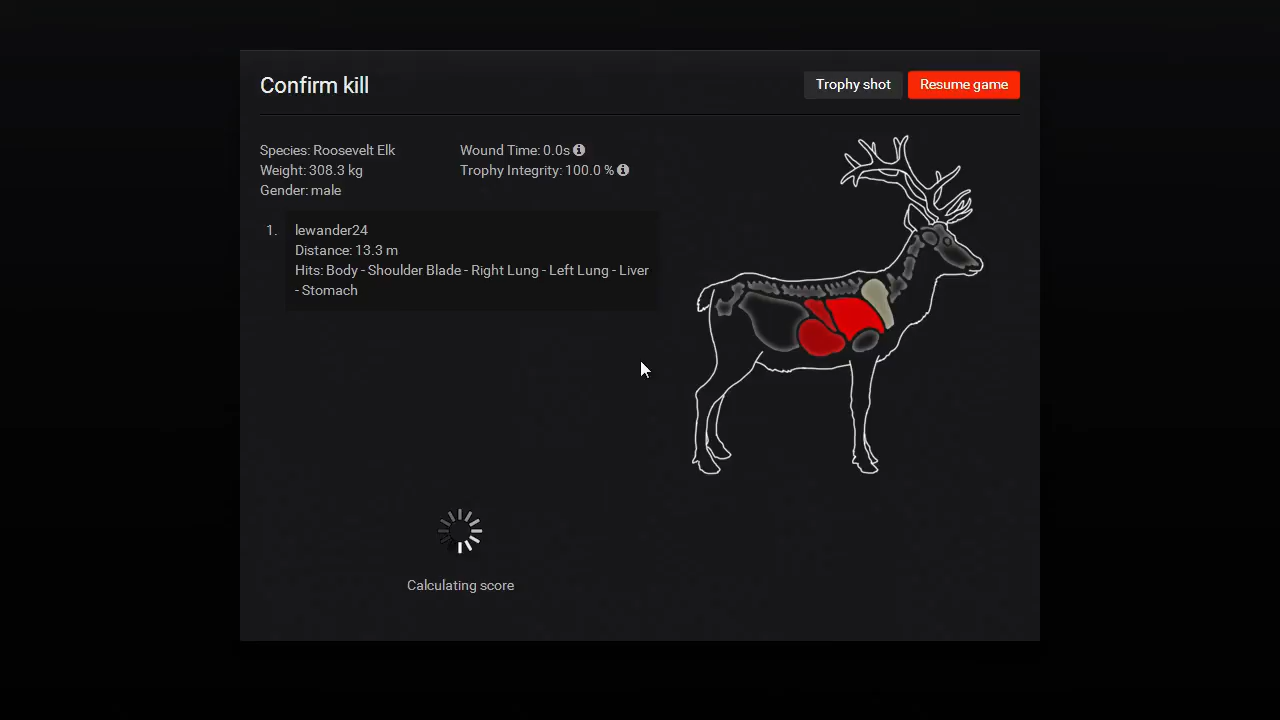 Confirm kill
Trophy shot
Resume game
Species: Roosevelt Elk
Weight: 308.3 kg
Gender: male
Wound Time: 0.0s
Trophy Integrity: 100.0 %
1.
lewander24
Distance: 13.3 m
Hits: Body - Shoulder Blade - Right Lung - Left Lung - Liver
- Stomach
Calculating score